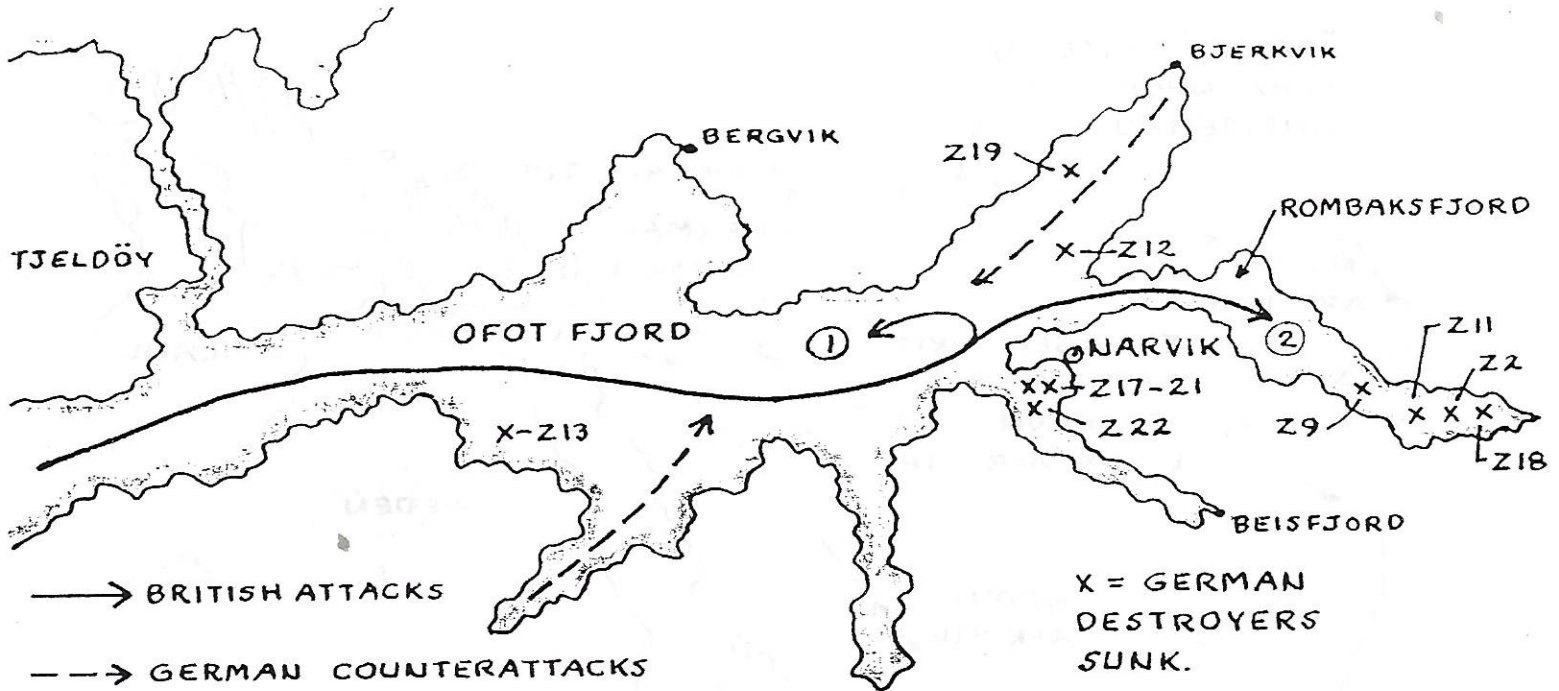 BJERKVIK
BERGVIK
Z19
ROMBAKSFJORD
TJELDÖY
X-Z12
OFOT FJORD
1
2
Z11
NARVIK
Z2
XX-Z17-21
X
Z22
X-Z13
Z9
X
X X X
Z18
BEISFJORD
→ BRITISH ATTACKS
X = GERMAN
DESTROYERS
SUNK.
--→ GERMAN COUNTERATTACKS